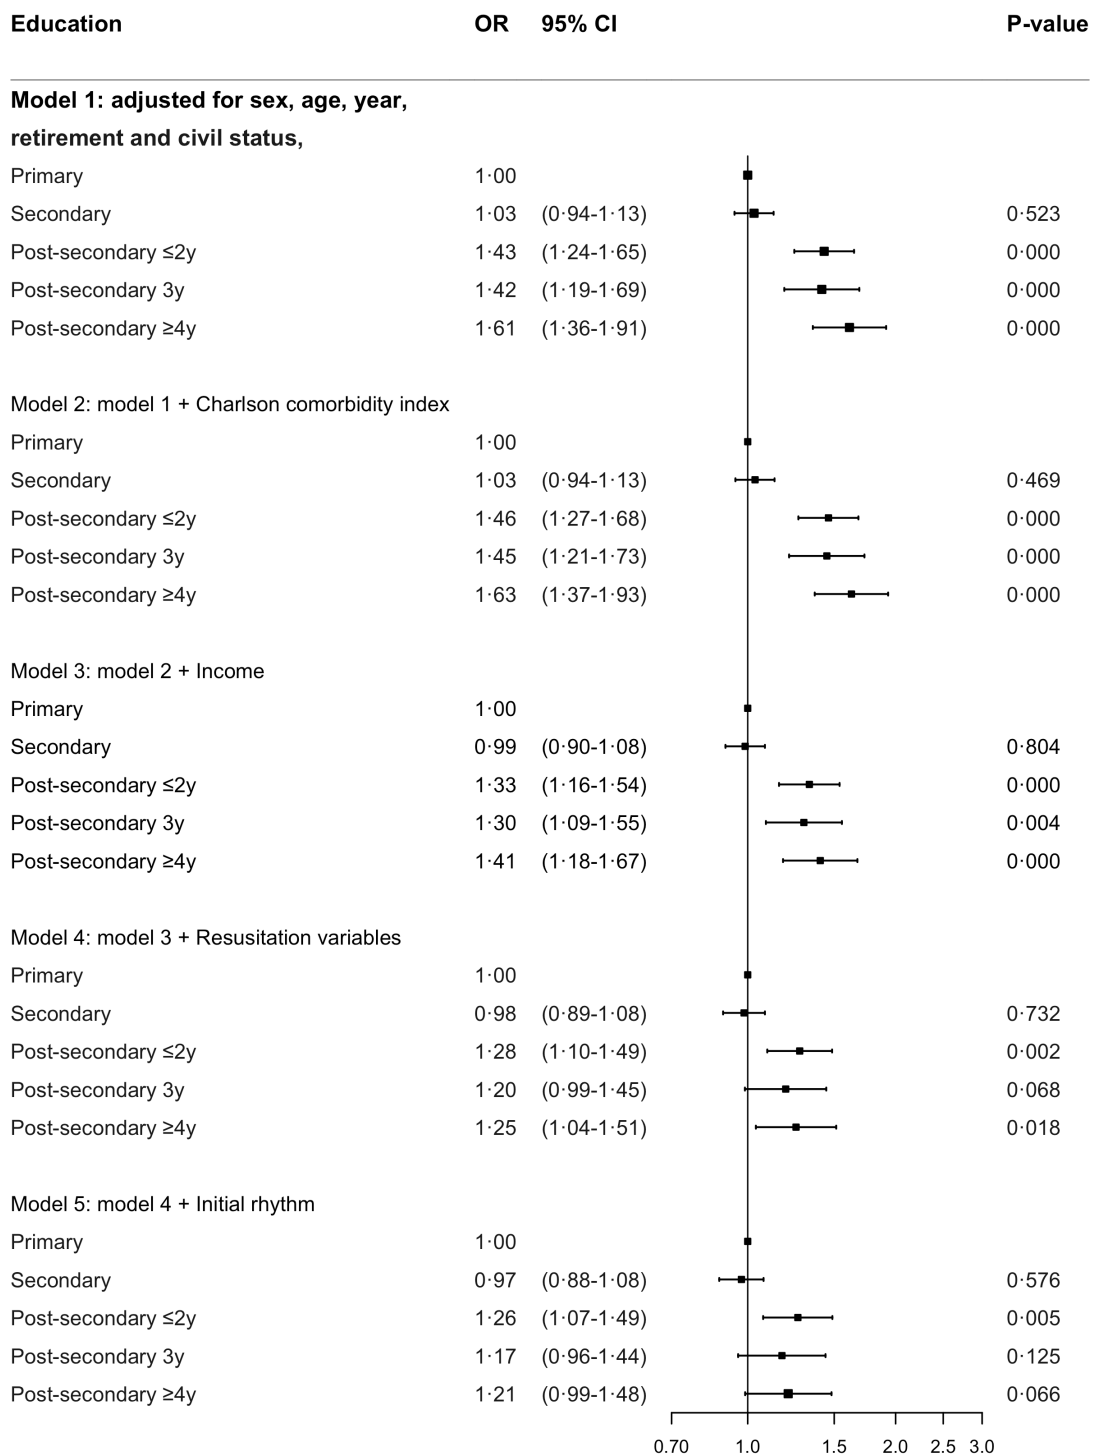 Education OR 95% CI P-value
Model 1: adjusted for sex, age, year,
retirement and civil status,
Primary 1·00
Secondary 1·03 (0·94-1·13) 0·523
Post-secondary ≤2y 1·43 (1·24-1·65) 0·000
Post-secondary 3y 1·42 (1·19-1·69) 0·000
Post-secondary ≥4y 1·61 (1·36-1·91) 0·000
Model 2: model 1 + Charlson comorbidity index
Primary 1·00
Secondary 1·03 (0·94-1·13) 0·469
Post-secondary ≤2y 1·46 (1·27-1·68) 0·000
Post-secondary 3y 1·45 (1·21-1·73) 0·000
Post-secondary ≥4y 1·63 (1·37-1·93) 0·000
Model 3: model 2 + Income
Primary 1·00
Secondary 0·99 (0·90-1·08) 0·804
Post-secondary ≤2y 1·33 (1·16-1·54) 0·000
Post-secondary 3y 1·30 (1·09-1·55) 0·004
Post-secondary ≥4y 1·41 (1·18-1·67) 0·000
Model 4: model 3 + Resusitation variables
Primary 1·00
Secondary 0·98 (0·89-1·08) 0·732
Post-secondary ≤2y 1·28 (1·10-1·49) 0·002
Post-secondary 3y 1·20 (0·99-1·45) 0·068
Post-secondary ≥4y 1·25 (1·04-1·51) 0·018
Model 5: model 4 + Initial rhythm
Primary 1·00
Secondary 0·97 (0·88-1·08) 0·576
Post-secondary ≤2y 1·26 (1·07-1·49) 0·005
Post-secondary 3y 1·17 (0·96-1·44) 0·125
Post-secondary ≥4y 1·21 (0·99-1·48) 0·066
0.70 1.0 1.5 2.0 2.5 3.0